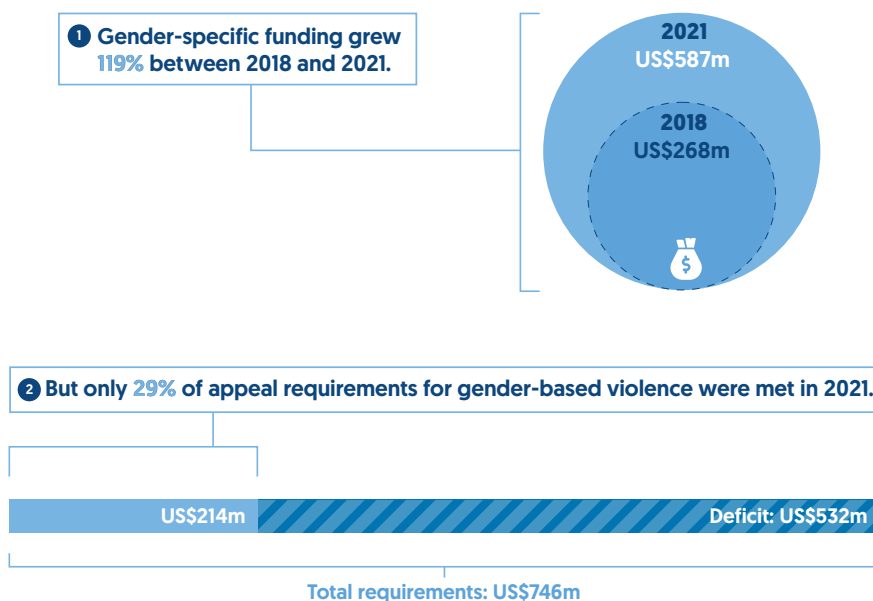 1 Gender-specific funding grew
119% between 2018 and 2021.
2021
US$587m
2018
US$268m
$
2 But only 29% of appeal requirements for gender-based violence were met in 2021.
US$214m
Deficit: US$532m
Total requirements: US$746m